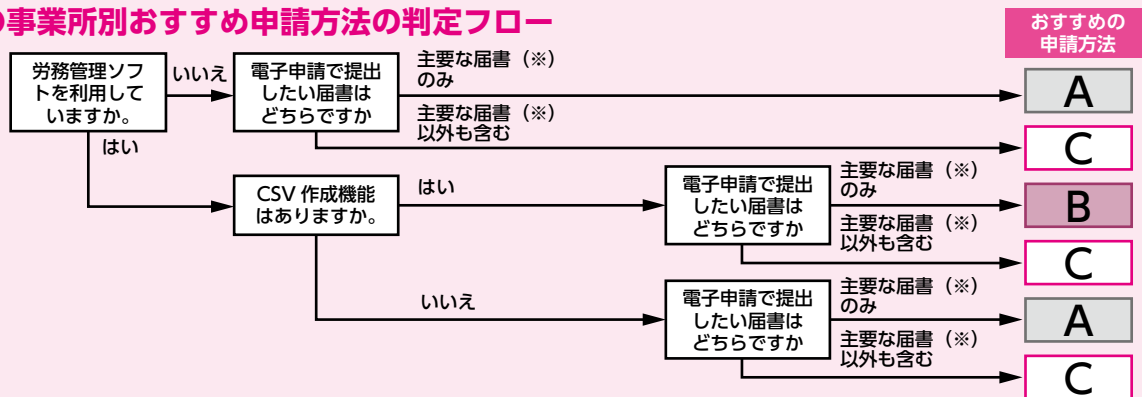 の事業所別おすすめ申請方法の判定フロー
おすすめの
申請方法
労務管理ソフ
トを利用して
いますか。
いいえ
はい
電子申請で提出
したい届書は
どちらですか
主要な届書(※)
のみ
A
主要な届書(※)
以外も含む
C
CSV 作成機能
はありますか。
はい
電子申請で提出
したい届書は
どちらですか
主要な届書(※)
のみ
B
主要な届書(※)
以外も含む
C
いいえ
電子申請で提出
したい届書は
どちらですか
主要な届書(※)
のみ
A
主要な届書(※)
以外も含む
C